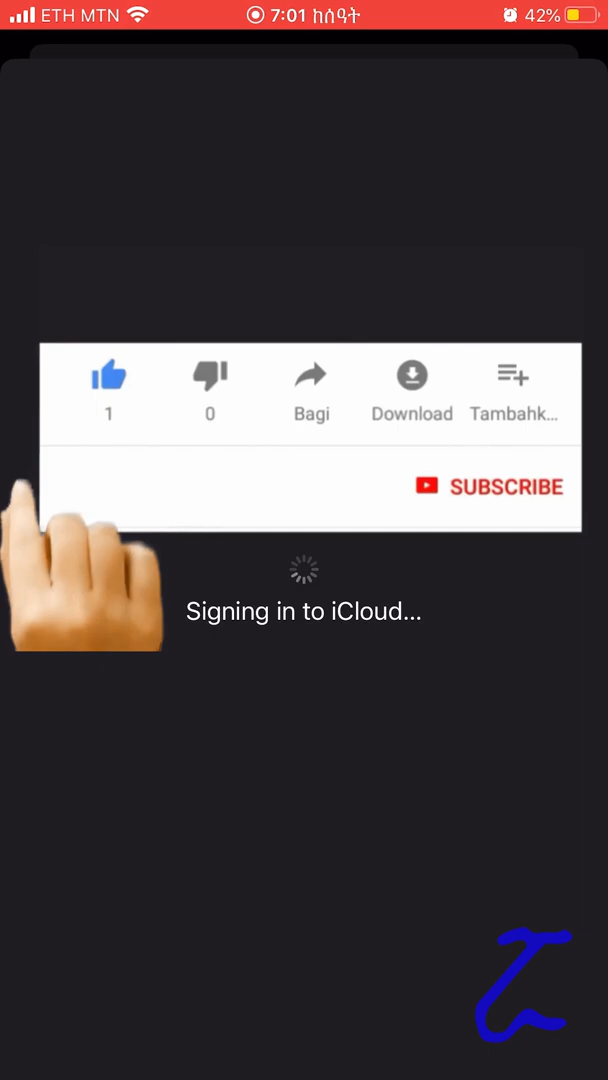 ETH MTN 7:01 ከሰዓት 42%
1 0 Bagi Download Tambahk...
SUBSCRIBE
Signing in to iCloud...